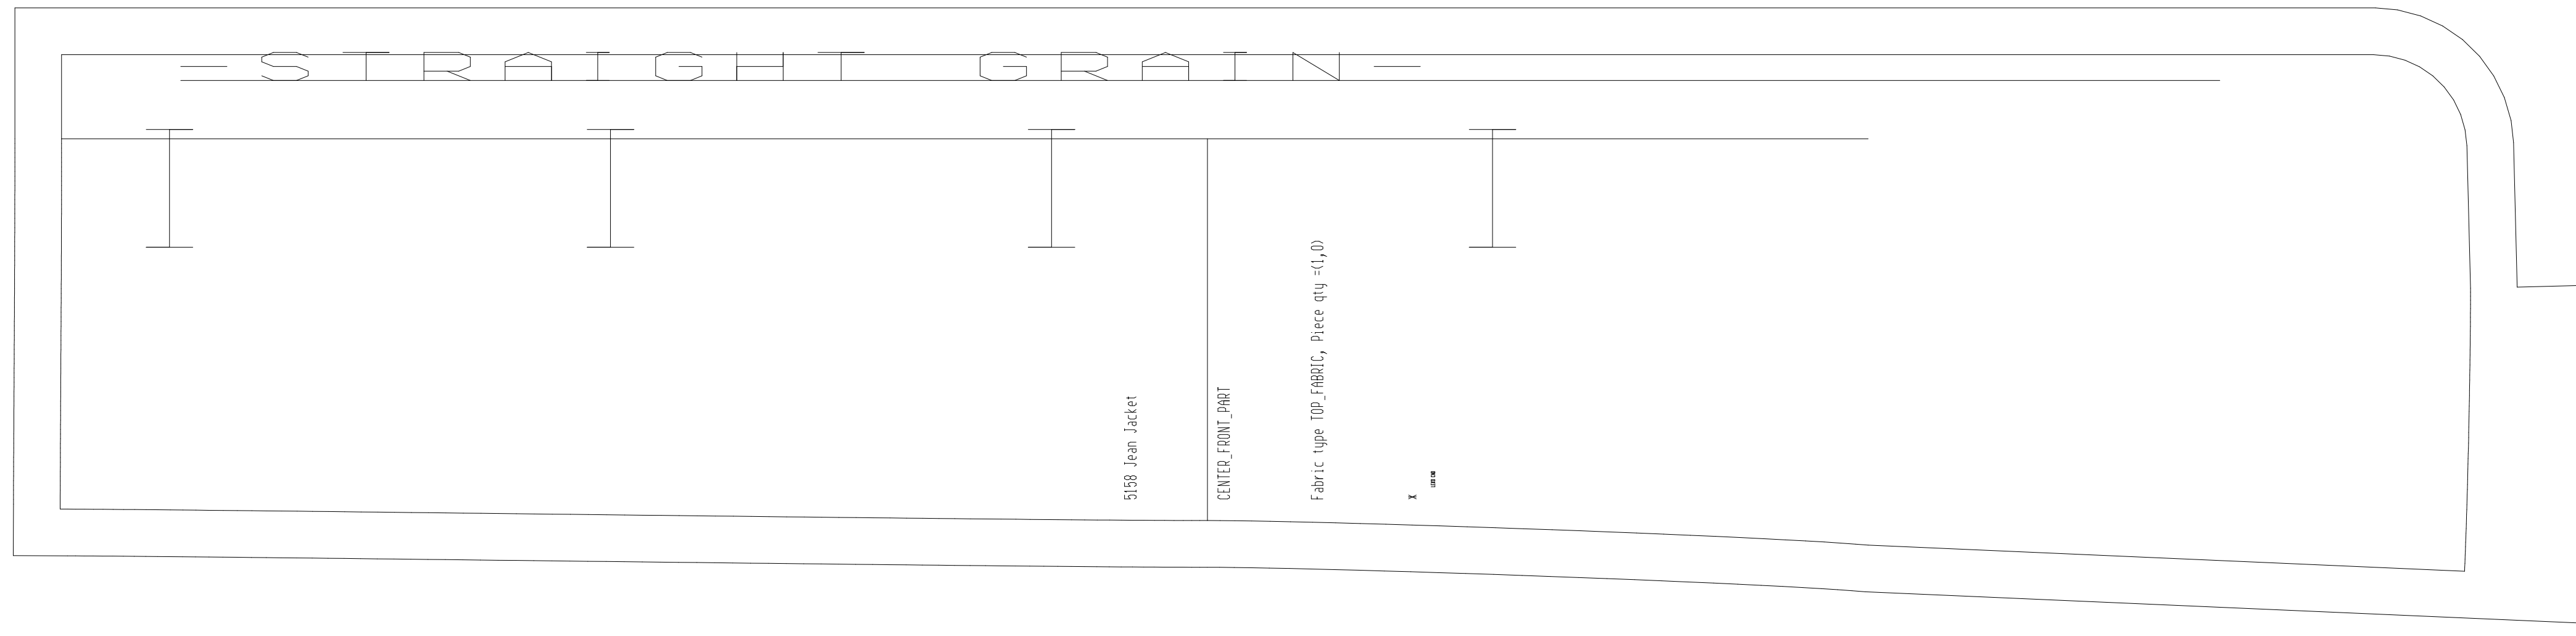 -STRAIGHT GRAIN-
5158 Jean Jacket
CENTER_FRONT_PART
Fabric type TOP_FABRIC, Piece qty =(1,0)
X